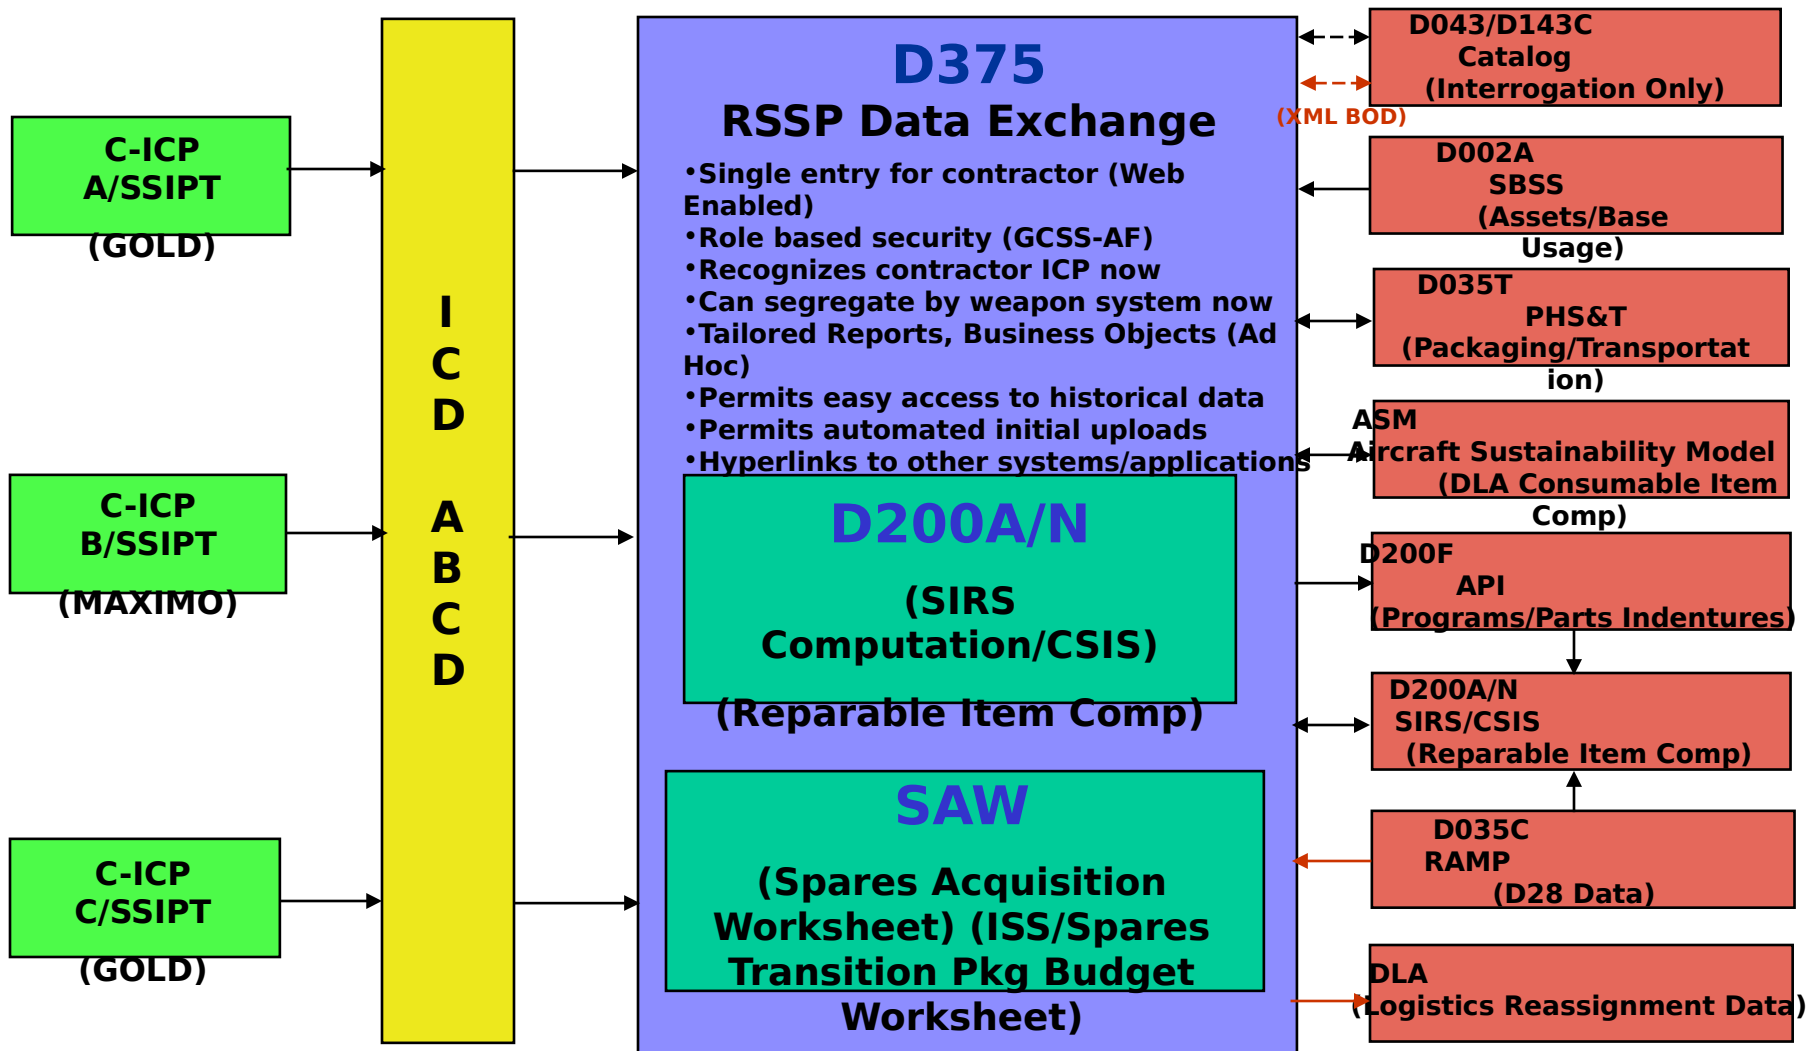 C-ICP
A/SSIPT
(GOLD)
C-ICP
B/SSIPT
(MAXIMO)
C-ICP
C/SSIPT
(GOLD)
I
C
D
A
B
C
D
D375
RSSP Data Exchange
•Single entry for contractor (Web
Enabled)
•Role based security (GCSS-AF)
•Recognizes contractor ICP now
•Can segregate by weapon system now
•Tailored Reports, Business Objects (Ad
Hoc)
•Permits easy access to historical data
•Permits automated initial uploads
•Hyperlinks to other systems/applications
D200A/N
(SIRS
Computation/CSIS)
(Reparable Item Comp)
SAW
(Spares Acquisition
Worksheet) (ISS/Spares
Transition Pkg Budget
Worksheet)
D043/D143C
Catalog
(Interrogation Only)
(XML BOD)
D002A
SBSS
(Assets/Base
Usage)
D035T
PHS&T
(Packaging/Transportat
ion)
ASM
Aircraft Sustainability Model
(DLA Consumable Item
Comp)
D200F
API
(Programs/Parts Indentures)
D200A/N
SIRS/CSIS
(Reparable Item Comp)
D035C
RAMP
(D28 Data)
DLA
(Logistics Reassignment Data)